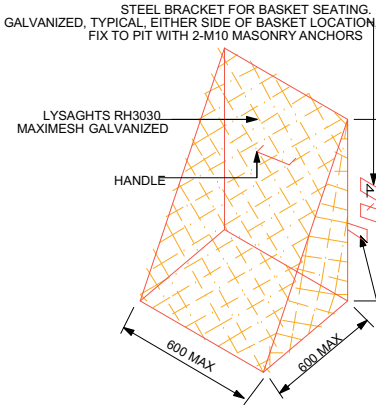 STEEL BRACKET FOR BASKET SEATING.
GALVANIZED, TYPICAL, EITHER SIDE OF BASKET LOCATION
FIX TO PIT WITH 2-M10 MASONRY ANCHORS
LYSAGHTS RH3030
MAXIMESH GALVANIZED
HANDLE
600 MAX
600 MAX